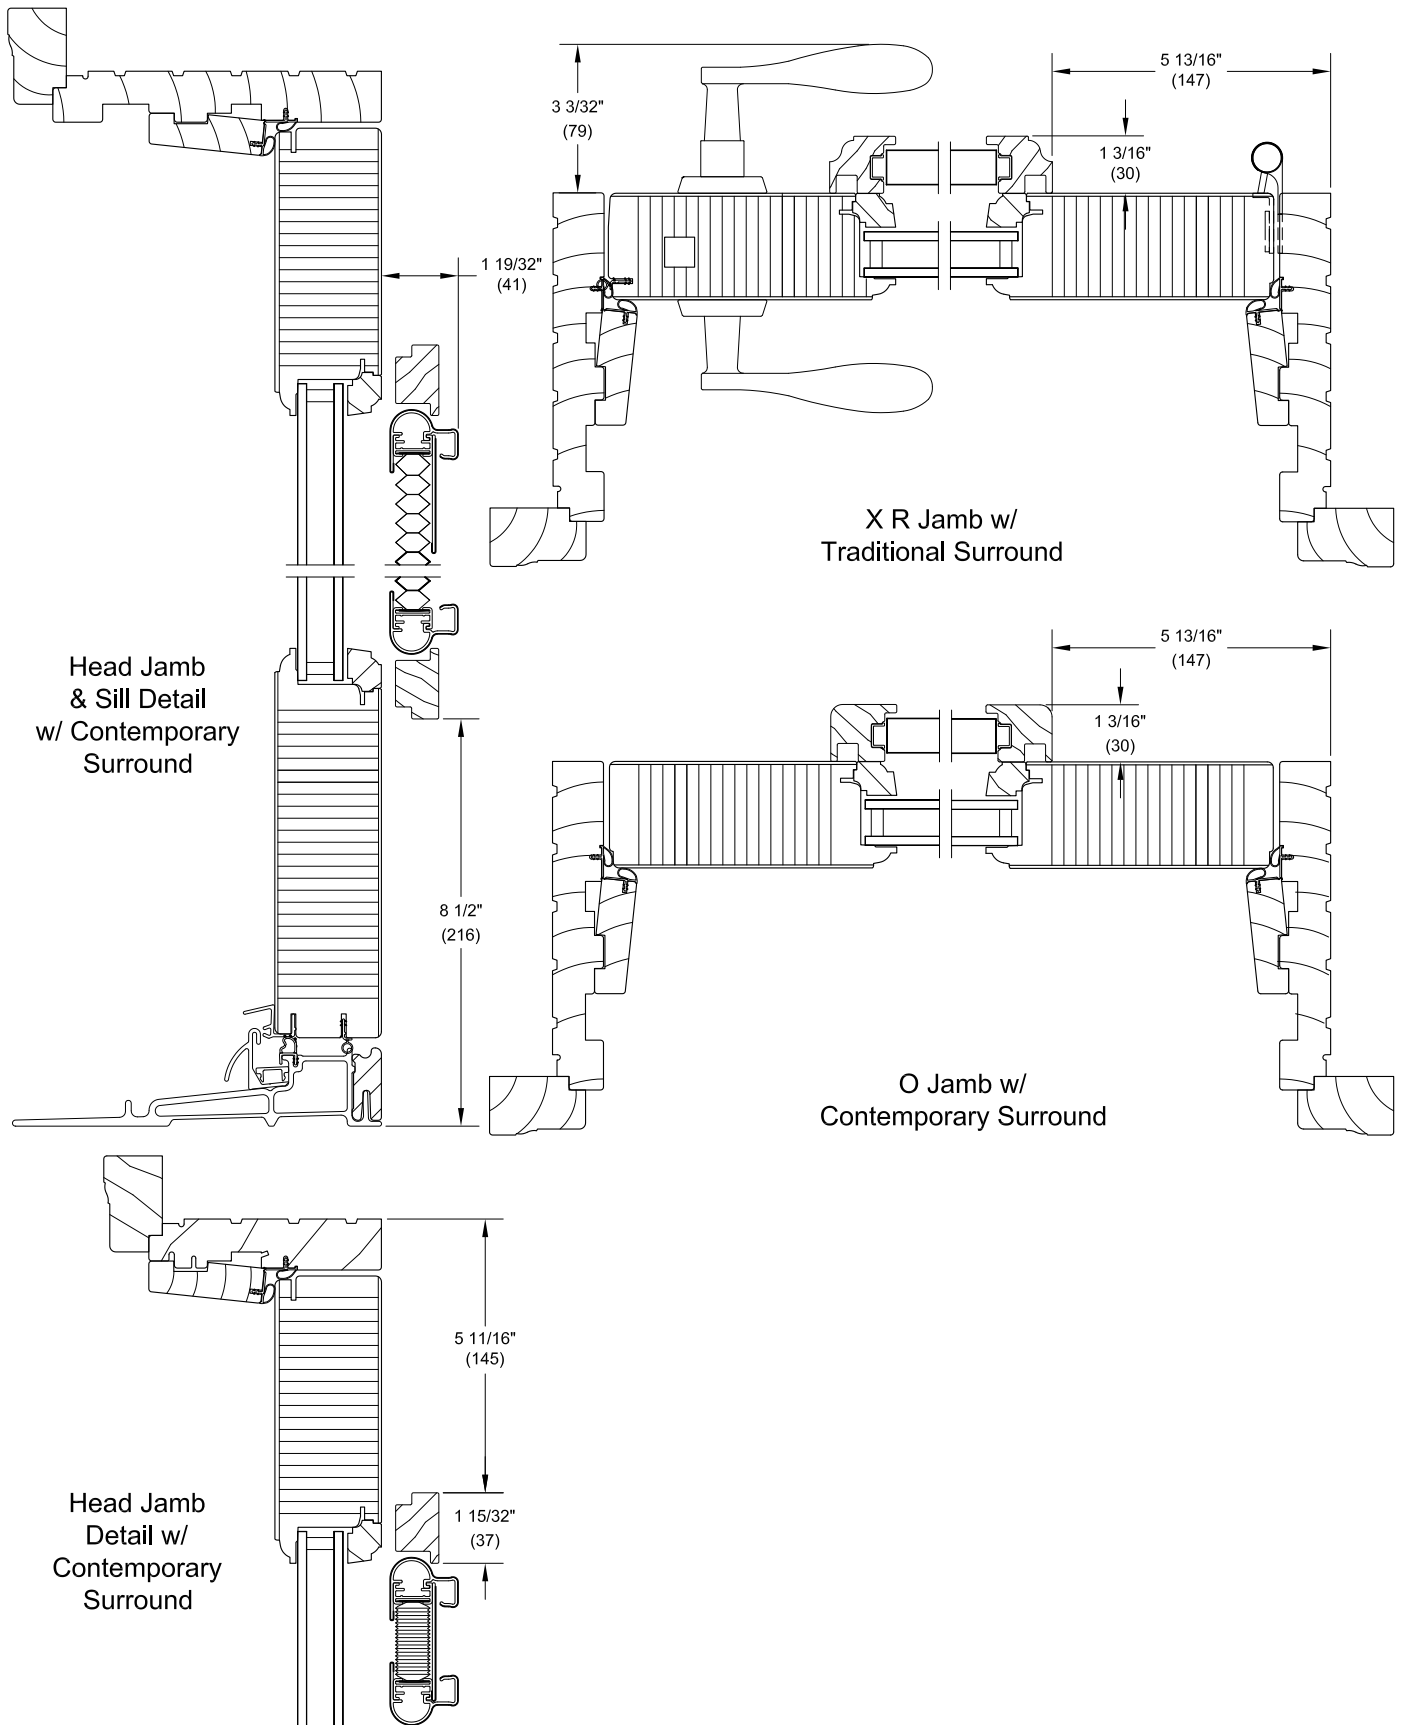 5 13/16"
(147)
3 3/32"
(79)
1 3/16"
(30)
1 19/32"
(41)
X R Jamb w/
Traditional Surround
Head Jamb
& Sill Detail
w/ Contemporary
Surround
5 13/16"
(147)
1 3/16"
(30)
8 1/2"
(216)
O Jamb w/
Contemporary Surround
5 11/16"
(145)
Head Jamb
Detail w/
Contemporary
Surround
1 15/32"
(37)